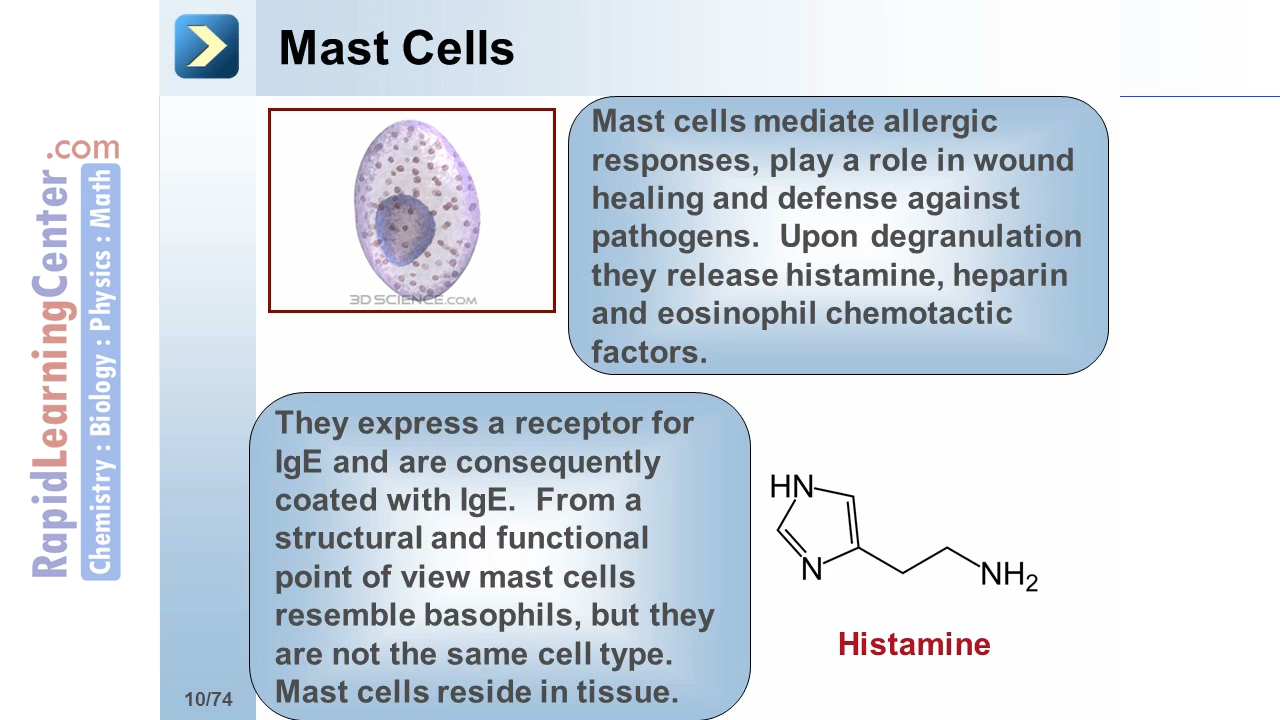 Mast Cells
RapidLearningCenter.com
Chemistry : Biology : Physics : Math
3D SCIENCE.COM
Mast cells mediate allergic
responses, play a role in wound
healing and defense against
pathogens. Upon degranulation
they release histamine, heparin
and eosinophil chemotactic
factors.
They express a receptor for
IgE and are consequently
coated with IgE. From a
structural and functional
point of view mast cells
resemble basophils, but they
are not the same cell type.
Mast cells reside in tissue.
HN
N
NH2
Histamine
10/74